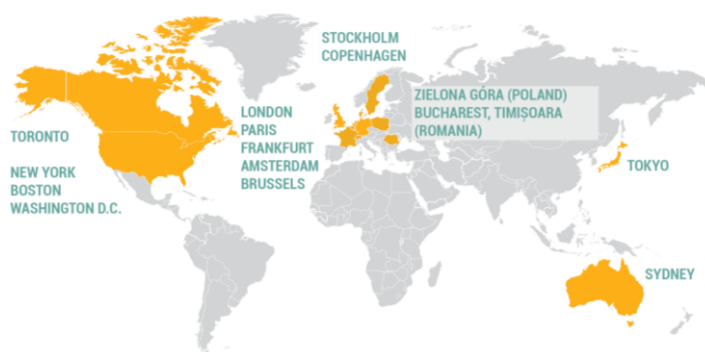 STOCKHOLM
COPENHAGEN
LONDON
PARIS
FRANKFURT
AMSTERDAM
BRUSSELS
ZIELONA GÓRA (POLAND)
BUCHAREST, TIMIȘOARA
(ROMANIA)
TORONTO
NEW YORK
BOSTON
WASHINGTON D.C.
TOKYO
SYDNEY